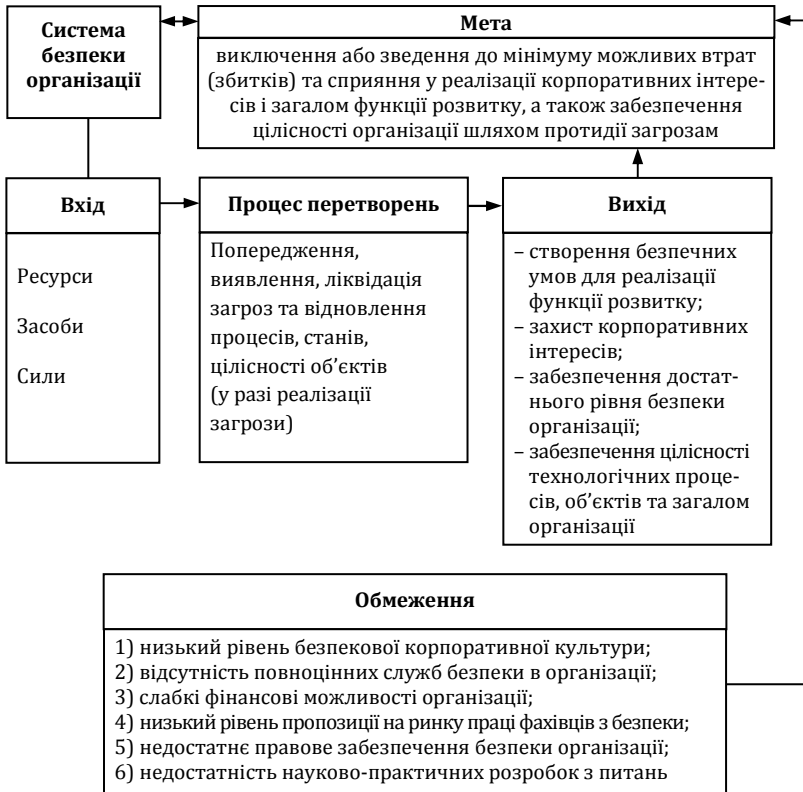 Система
безпеки
організації
Мета
виключення або зведення до мінімуму можливих втрат
(збитків) та сприяння у реалізації корпоративних інтере-
сів і загалом функції розвитку, а також забезпечення
цілісності організації шляхом протидії загрозам
Вхід
Ресурси
Засоби
Сили
Процес перетворень
Попередження,
виявлення, ліквідація
загроз та відновлення
процесів, станів,
цілісності об’єктів
(у разі реалізації
загрози)
Вихід
– створення безпечних
умов для реалізації
функції розвитку;
– захист корпоративних
інтересів;
– забезпечення достат-
нього рівня безпеки
організації;
– забезпечення цілісності
технологічних проце-
сів, об’єктів та загалом
організації
Обмеження
1) низький рівень безпекової корпоративної культури;
2) відсутність повноцінних служб безпеки в організації;
3) слабкі фінансові можливості організації;
4) низький рівень пропозиції на ринку праці фахівців з безпеки;
5) недостатнє правове забезпечення безпеки організації;
6) недостатність науково-практичних розробок з питань